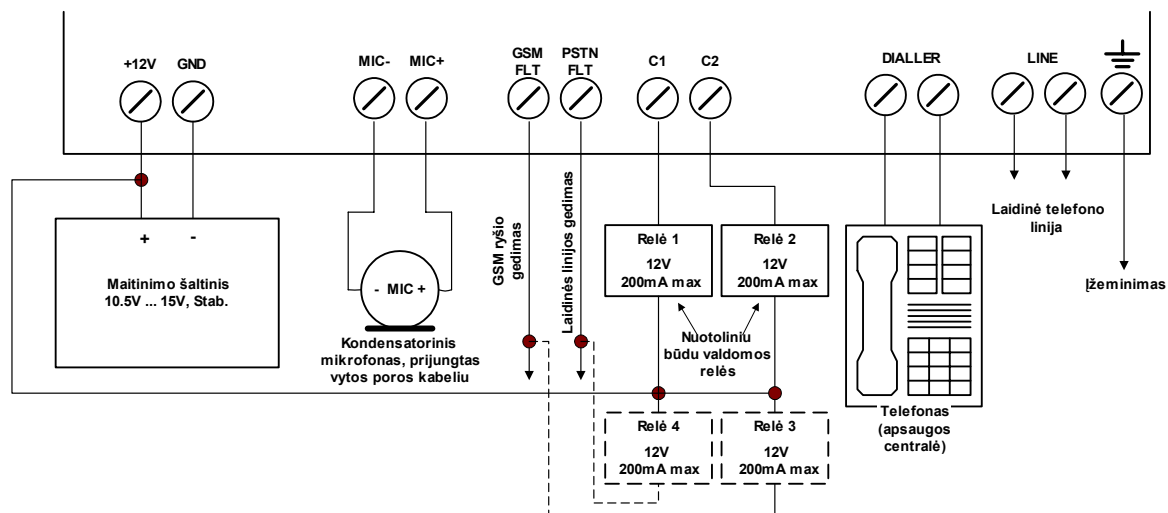 +12V
GND
MIC-
MIC+
GSM
FLT
PSTN
FLT
C1
C2
DIALLER
LINE
+
-
Maitinimo šaltinis
10.5V ... 15V, Stab.
- MIC +
Kondensatorinis
mikrofonas, prijungtas
vytos poros kabeliu
GSM ryšio
gedimas
Laidinės linijos gedimas
Relė 1
12V
200mA max
Relė 2
12V
200mA max
Nuotoliniu
būdu valdomos
relės
Relė 4
12V
200mA max
Relė 3
12V
200mA max
Telefonas
(apsaugos
centralė)
Laidinė telefono
linija
Įžeminimas